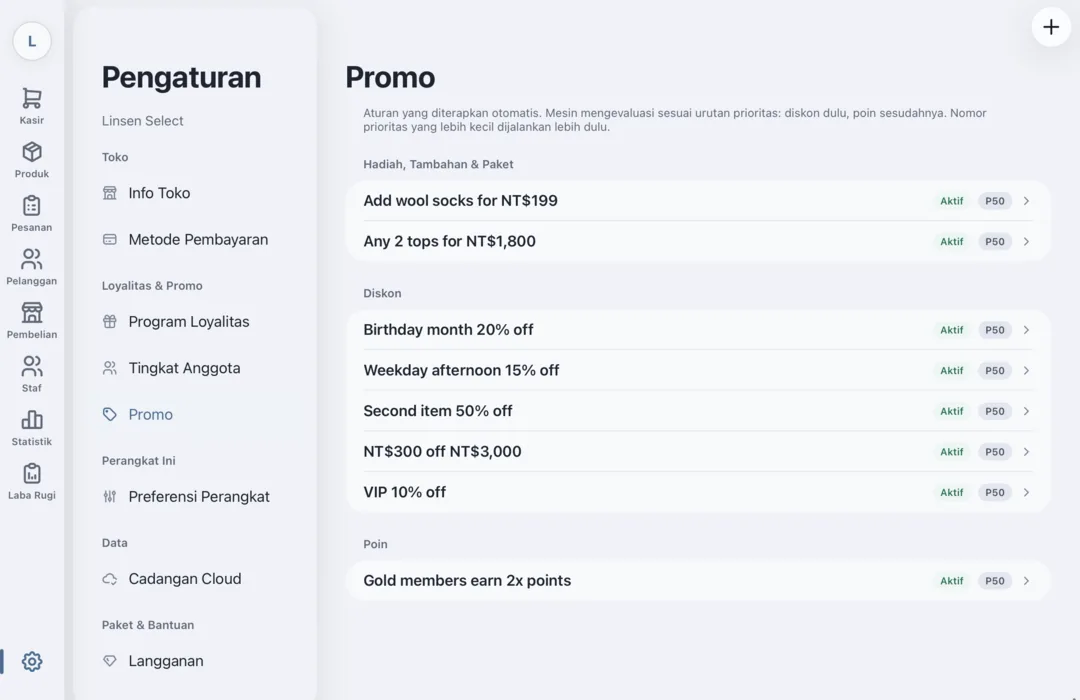 L
Kasir
Produk
Pesanan
Pelanggan
Pembelian
Staf
Statistik
Laba Rugi
Pengaturan
Linsen Select
Toko
Info Toko
Metode Pembayaran
Loyalitas & Promo
Program Loyalitas
Tingkat Anggota
Promo
Perangkat Ini
Preferensi Perangkat
Data
Cadangan Cloud
Paket & Bantuan
Langganan
Promo
Aturan yang diterapkan otomatis. Mesin mengevaluasi sesuai urutan prioritas: diskon dulu, poin sesudahnya. Nomor
prioritas yang lebih kecil dijalankan lebih dulu.
Hadiah, Tambahan & Paket
Add wool socks for NT$199 Aktif P50
Any 2 tops for NT$1,800 Aktif P50
Diskon
Birthday month 20% off Aktif P50
Weekday afternoon 15% off Aktif P50
Second item 50% off Aktif P50
NT$300 off NT$3,000 Aktif P50
VIP 10% off Aktif P50
Poin
Gold members earn 2x points Aktif P50